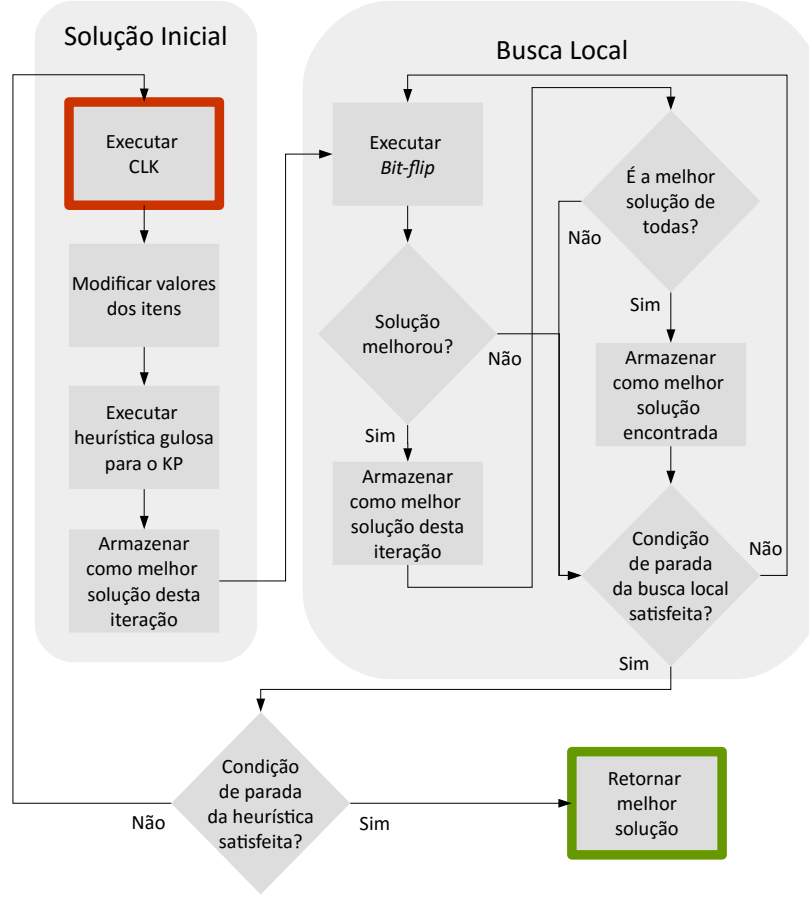 Solução Inicial
Executar
CLK
Modificar valores
dos itens
Executar
heurística gulosa
para o KP
Armazenar
como melhor
solução desta
iteração
Busca Local
Executar
Bit-flip
Solução
melhorou?
Não
Sim
Armazenar
como melhor
solução desta
iteração
É a melhor
solução de
todas?
Não
Sim
Armazenar
como melhor
solução
encontrada
Condição
de parada
da busca local
satisfeita?
Não
Sim
Condição
de parada
da heurística
satisfeita?
Não
Sim
Retornar
melhor
solução